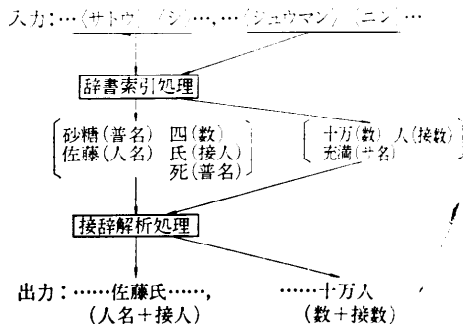 入力：…(サトウ) (シ)…，…(ジュウマン) (ニン)…
辞書索引処理
砂糖(普名) 四(数) 十万(数) 人(接数)
佐藤(人名) 氏(接人) 充満(サ名)
死(普名)
接辞解析処理
出力：……佐藤氏……， ……十万人
(人名＋接人) (数＋接数)